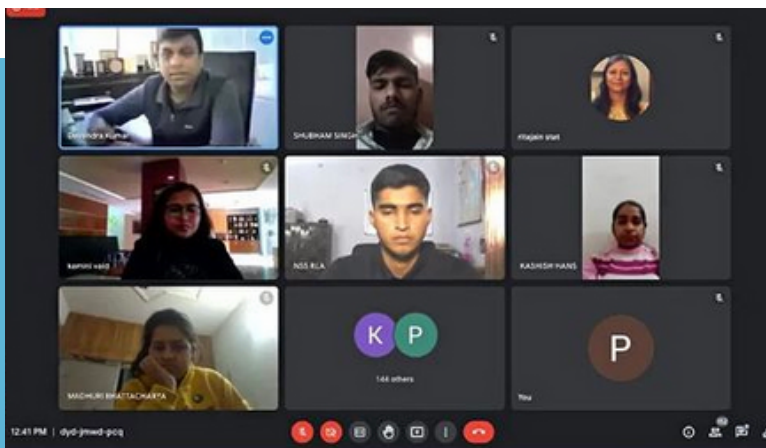 Devendra Kumar
SHUBHAM SINGH
ritajain stat
kamini vaid
NSS RLA
KASHISH HANS
MADHURI BHATTACHARYA
K P
144 others
P
You
12:41 PM | dyd-jmwd-pcq